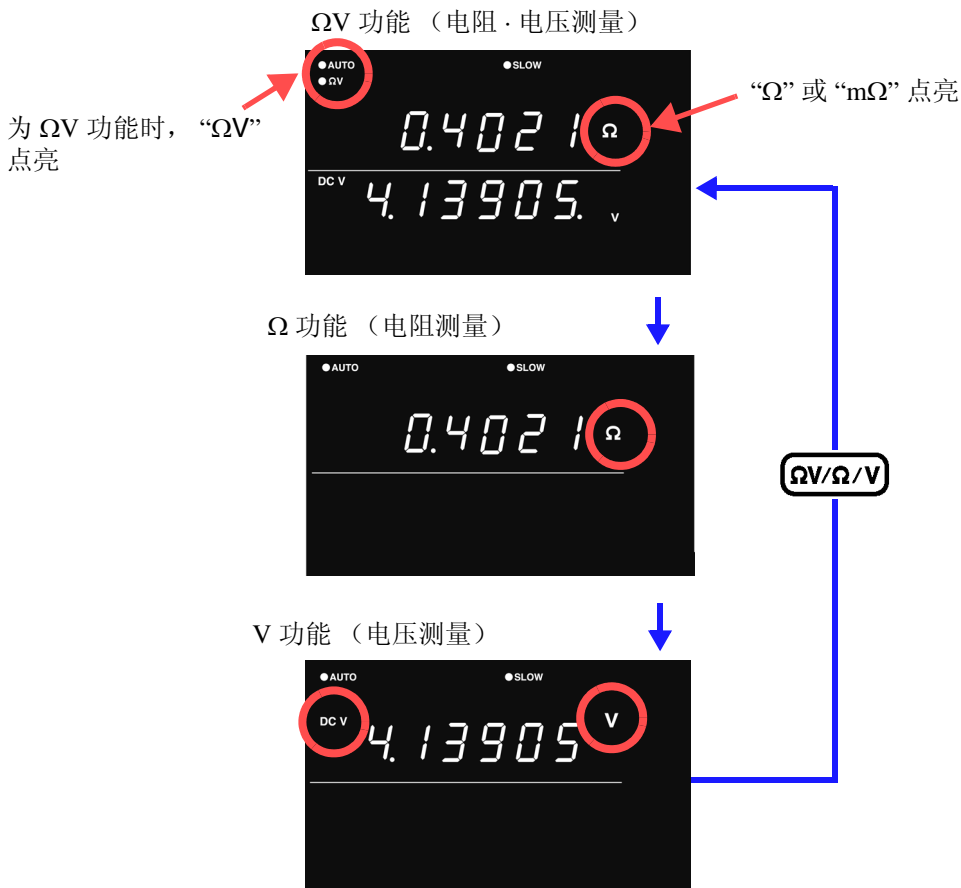 ΩV 功能 （电阻 · 电压测量）
●AUTO ●SLOW
●ΩV
“Ω” 或 “mΩ” 点亮
0.4021 Ω
为 ΩV 功能时， “ΩV”
点亮
DC V 4.13905. V
Ω 功能 （电阻测量）
●AUTO ●SLOW
0.4021 Ω
ΩV/Ω/V
V 功能 （电压测量）
●AUTO ●SLOW
DC V 4.13905 V